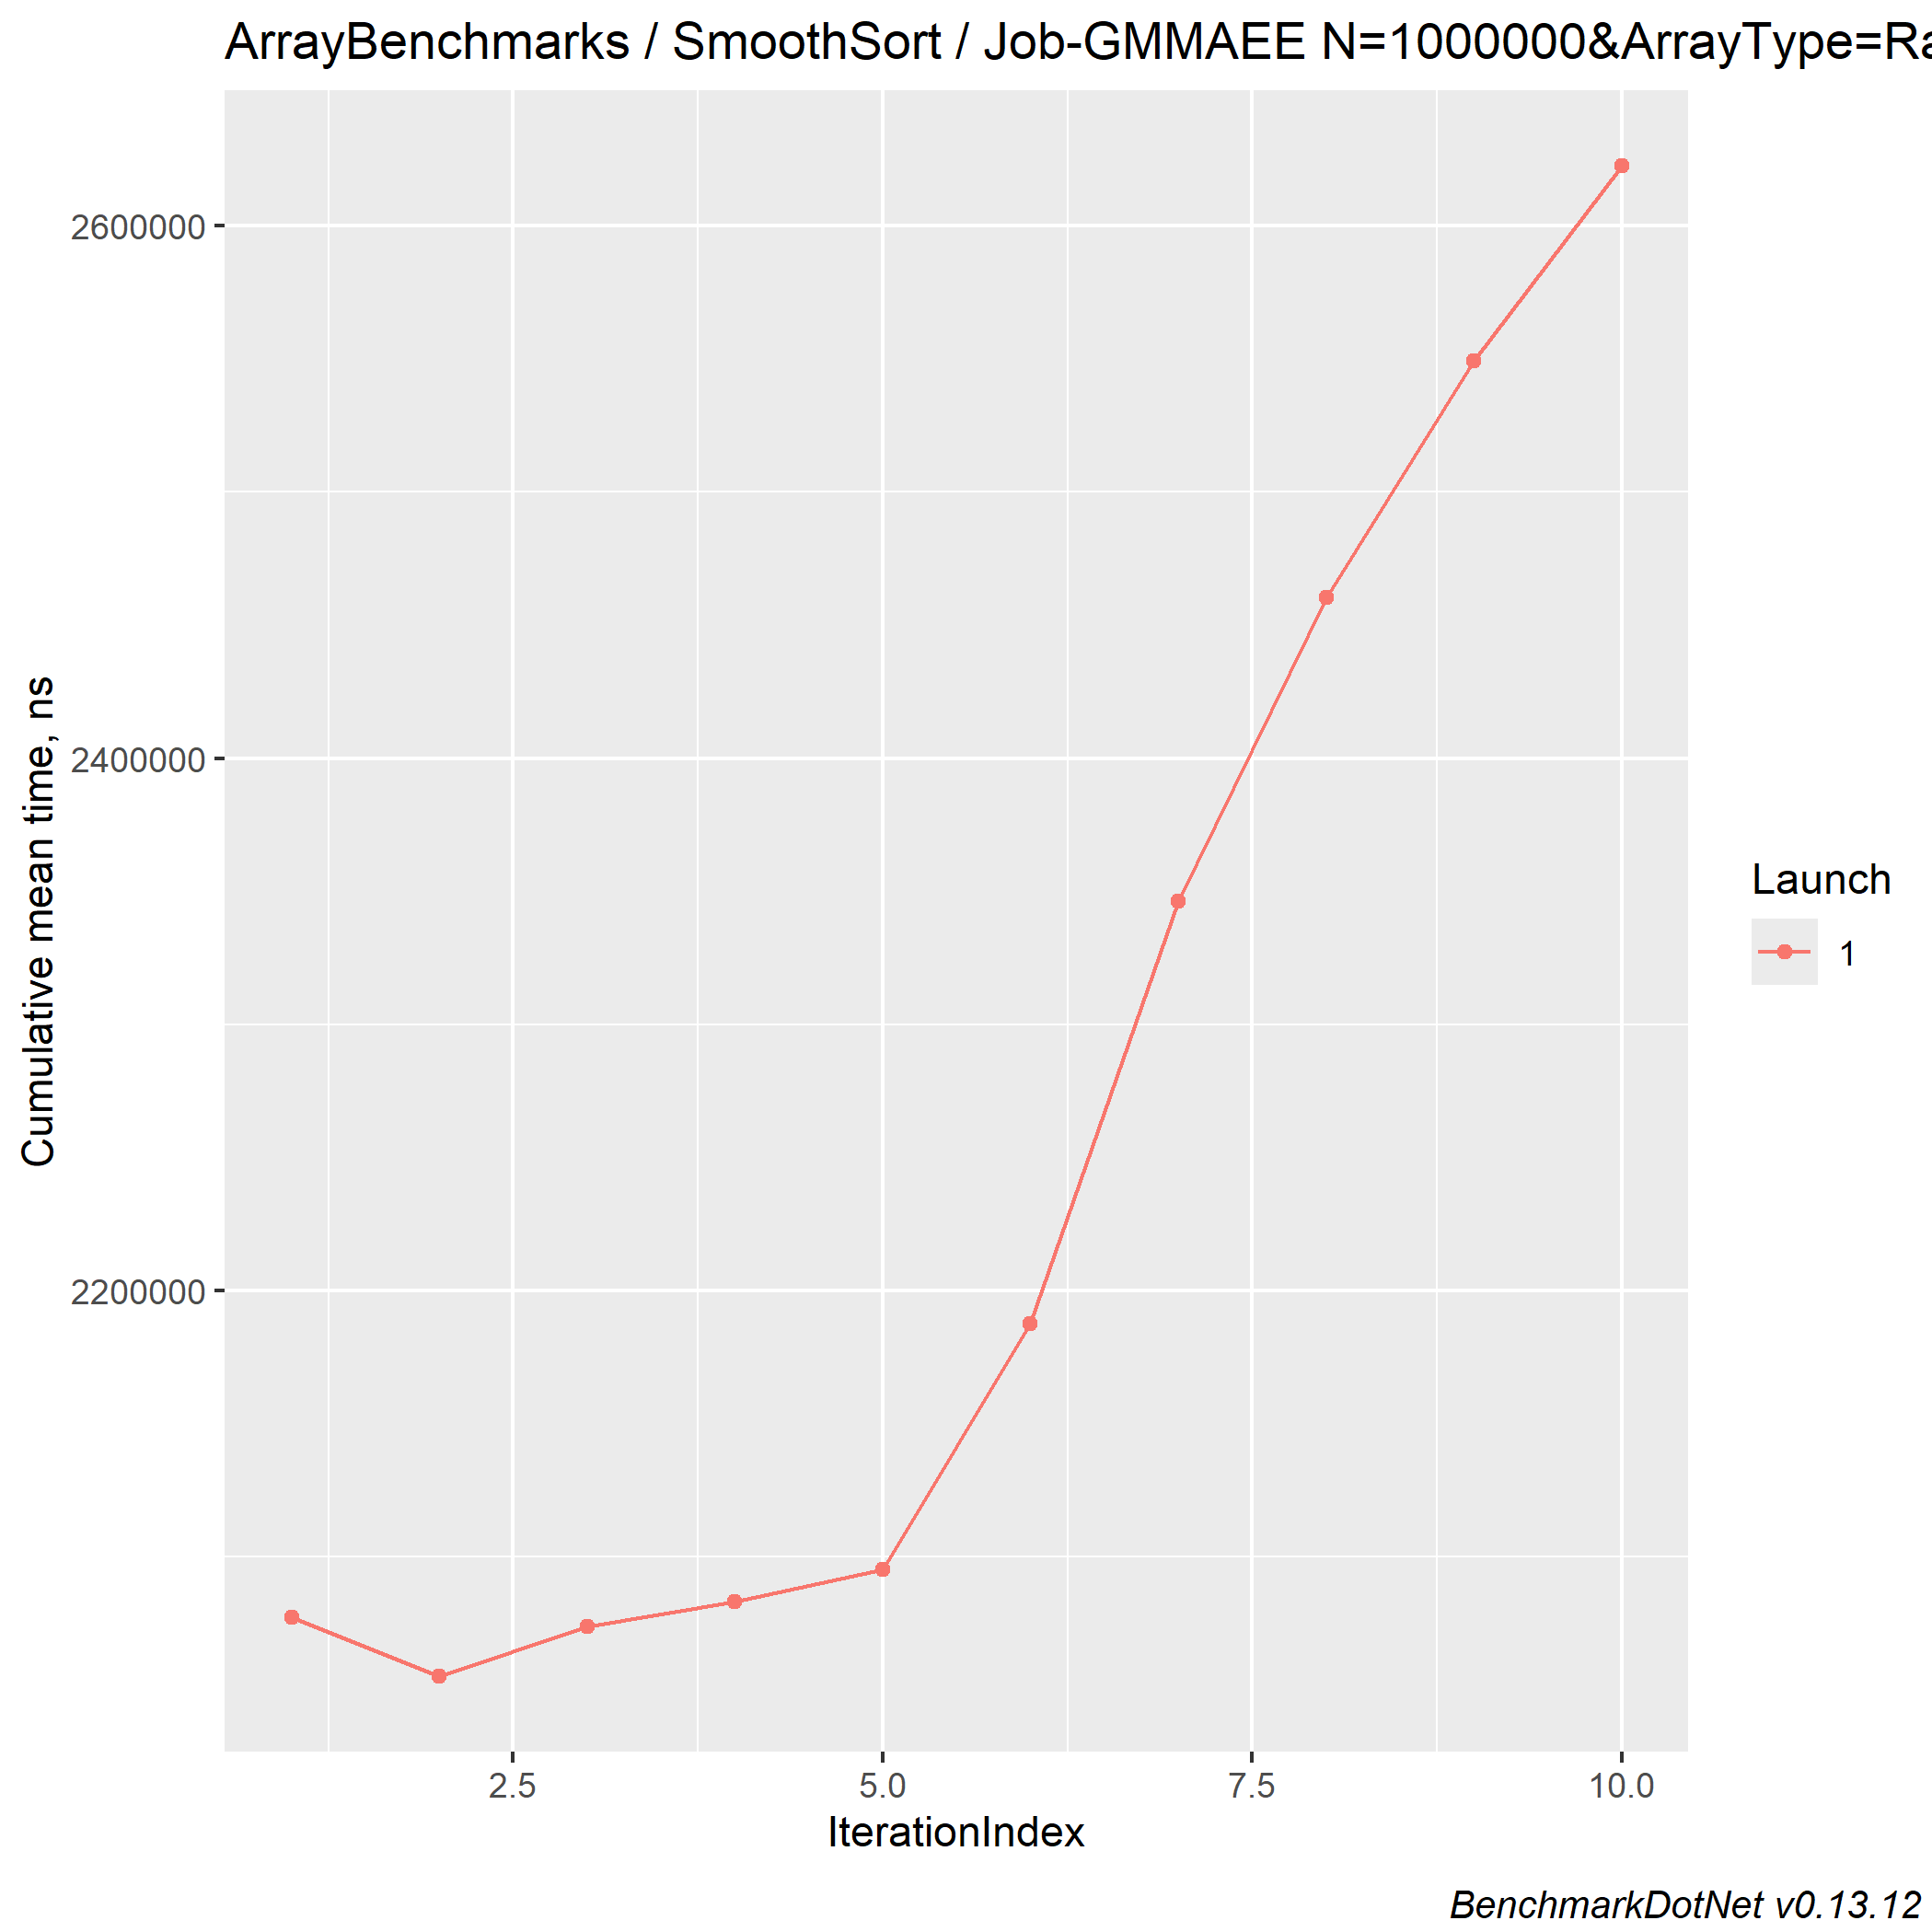 ArrayBenchmarks / SmoothSort / Job-GMMAEE N=1000000&ArrayType=Ra
2600000
2400000
2200000
Cumulative mean time, ns
2.5 5.0 7.5 10.0
IterationIndex
Launch
1
BenchmarkDotNet v0.13.12